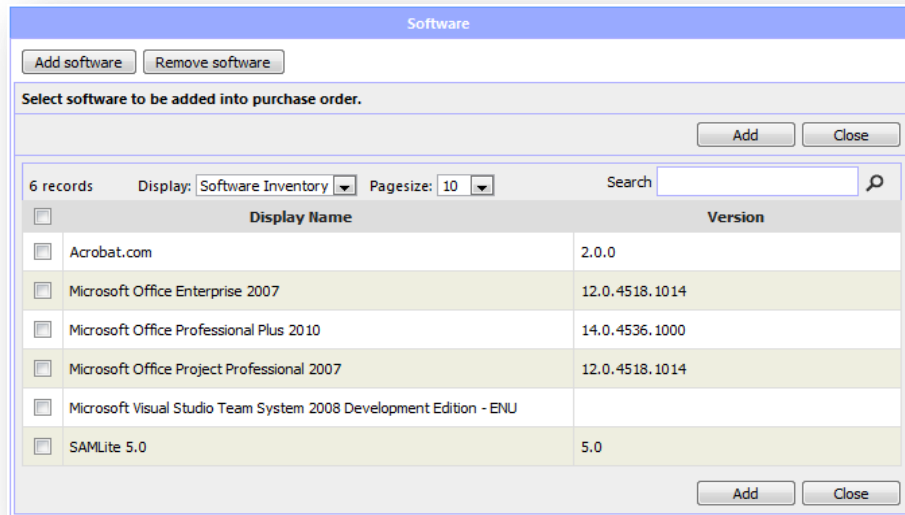 Software
Add software Remove software
Select software to be added into purchase order.
Add Close
6 records Display: Software Inventory Pagesize: 10 Search
Display Name Version
Acrobat.com 2.0.0
Microsoft Office Enterprise 2007 12.0.4518.1014
Microsoft Office Professional Plus 2010 14.0.4536.1000
Microsoft Office Project Professional 2007 12.0.4518.1014
Microsoft Visual Studio Team System 2008 Development Edition - ENU
SAMLite 5.0 5.0
Add Close